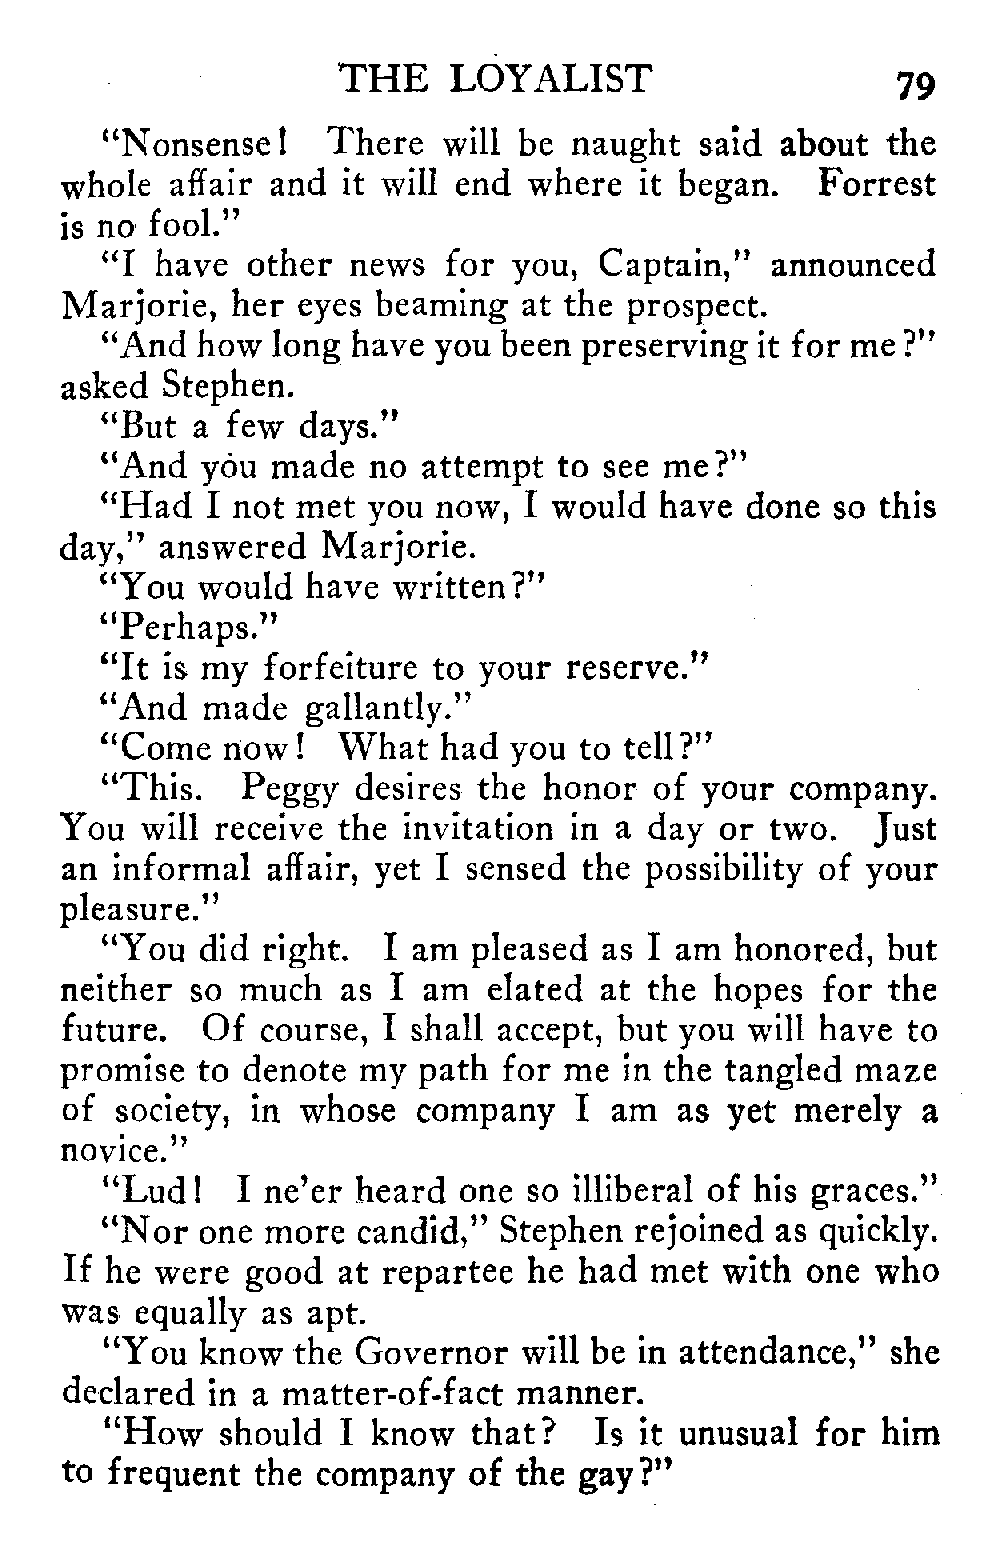 THE LOYALIST 79
“Nonsense! There will be naught said about the
whole affair and it will end where it began. Forrest
is no fool.”
“I have other news for you, Captain,” announced
Marjorie, her eyes beaming at the prospect.
“And how long have you been preserving it for me?”
asked Stephen.
“But a few days.”
“And you made no attempt to see me?”
“Had I not met you now, I would have done so this
day,” answered Marjorie.
“You would have written?”
“Perhaps.”
“It is my forfeiture to your reserve.”
“And made gallantly.”
“Come now! What had you to tell?”
“This. Peggy desires the honor of your company.
You will receive the invitation in a day or two. Just
an informal affair, yet I sensed the possibility of your
pleasure.”
“You did right. I am pleased as I am honored, but
neither so much as I am elated at the hopes for the
future. Of course, I shall accept, but you will have to
promise to denote my path for me in the tangled maze
of society, in whose company I am as yet merely a
novice.”
“Lud! I ne’er heard one so illiberal of his graces.”
“Nor one more candid,” Stephen rejoined as quickly.
If he were good at repartee he had met with one who
was equally as apt.
“You know the Governor will be in attendance,” she
declared in a matter-of-fact manner.
“How should I know that? Is it unusual for him
to frequent the company of the gay?”